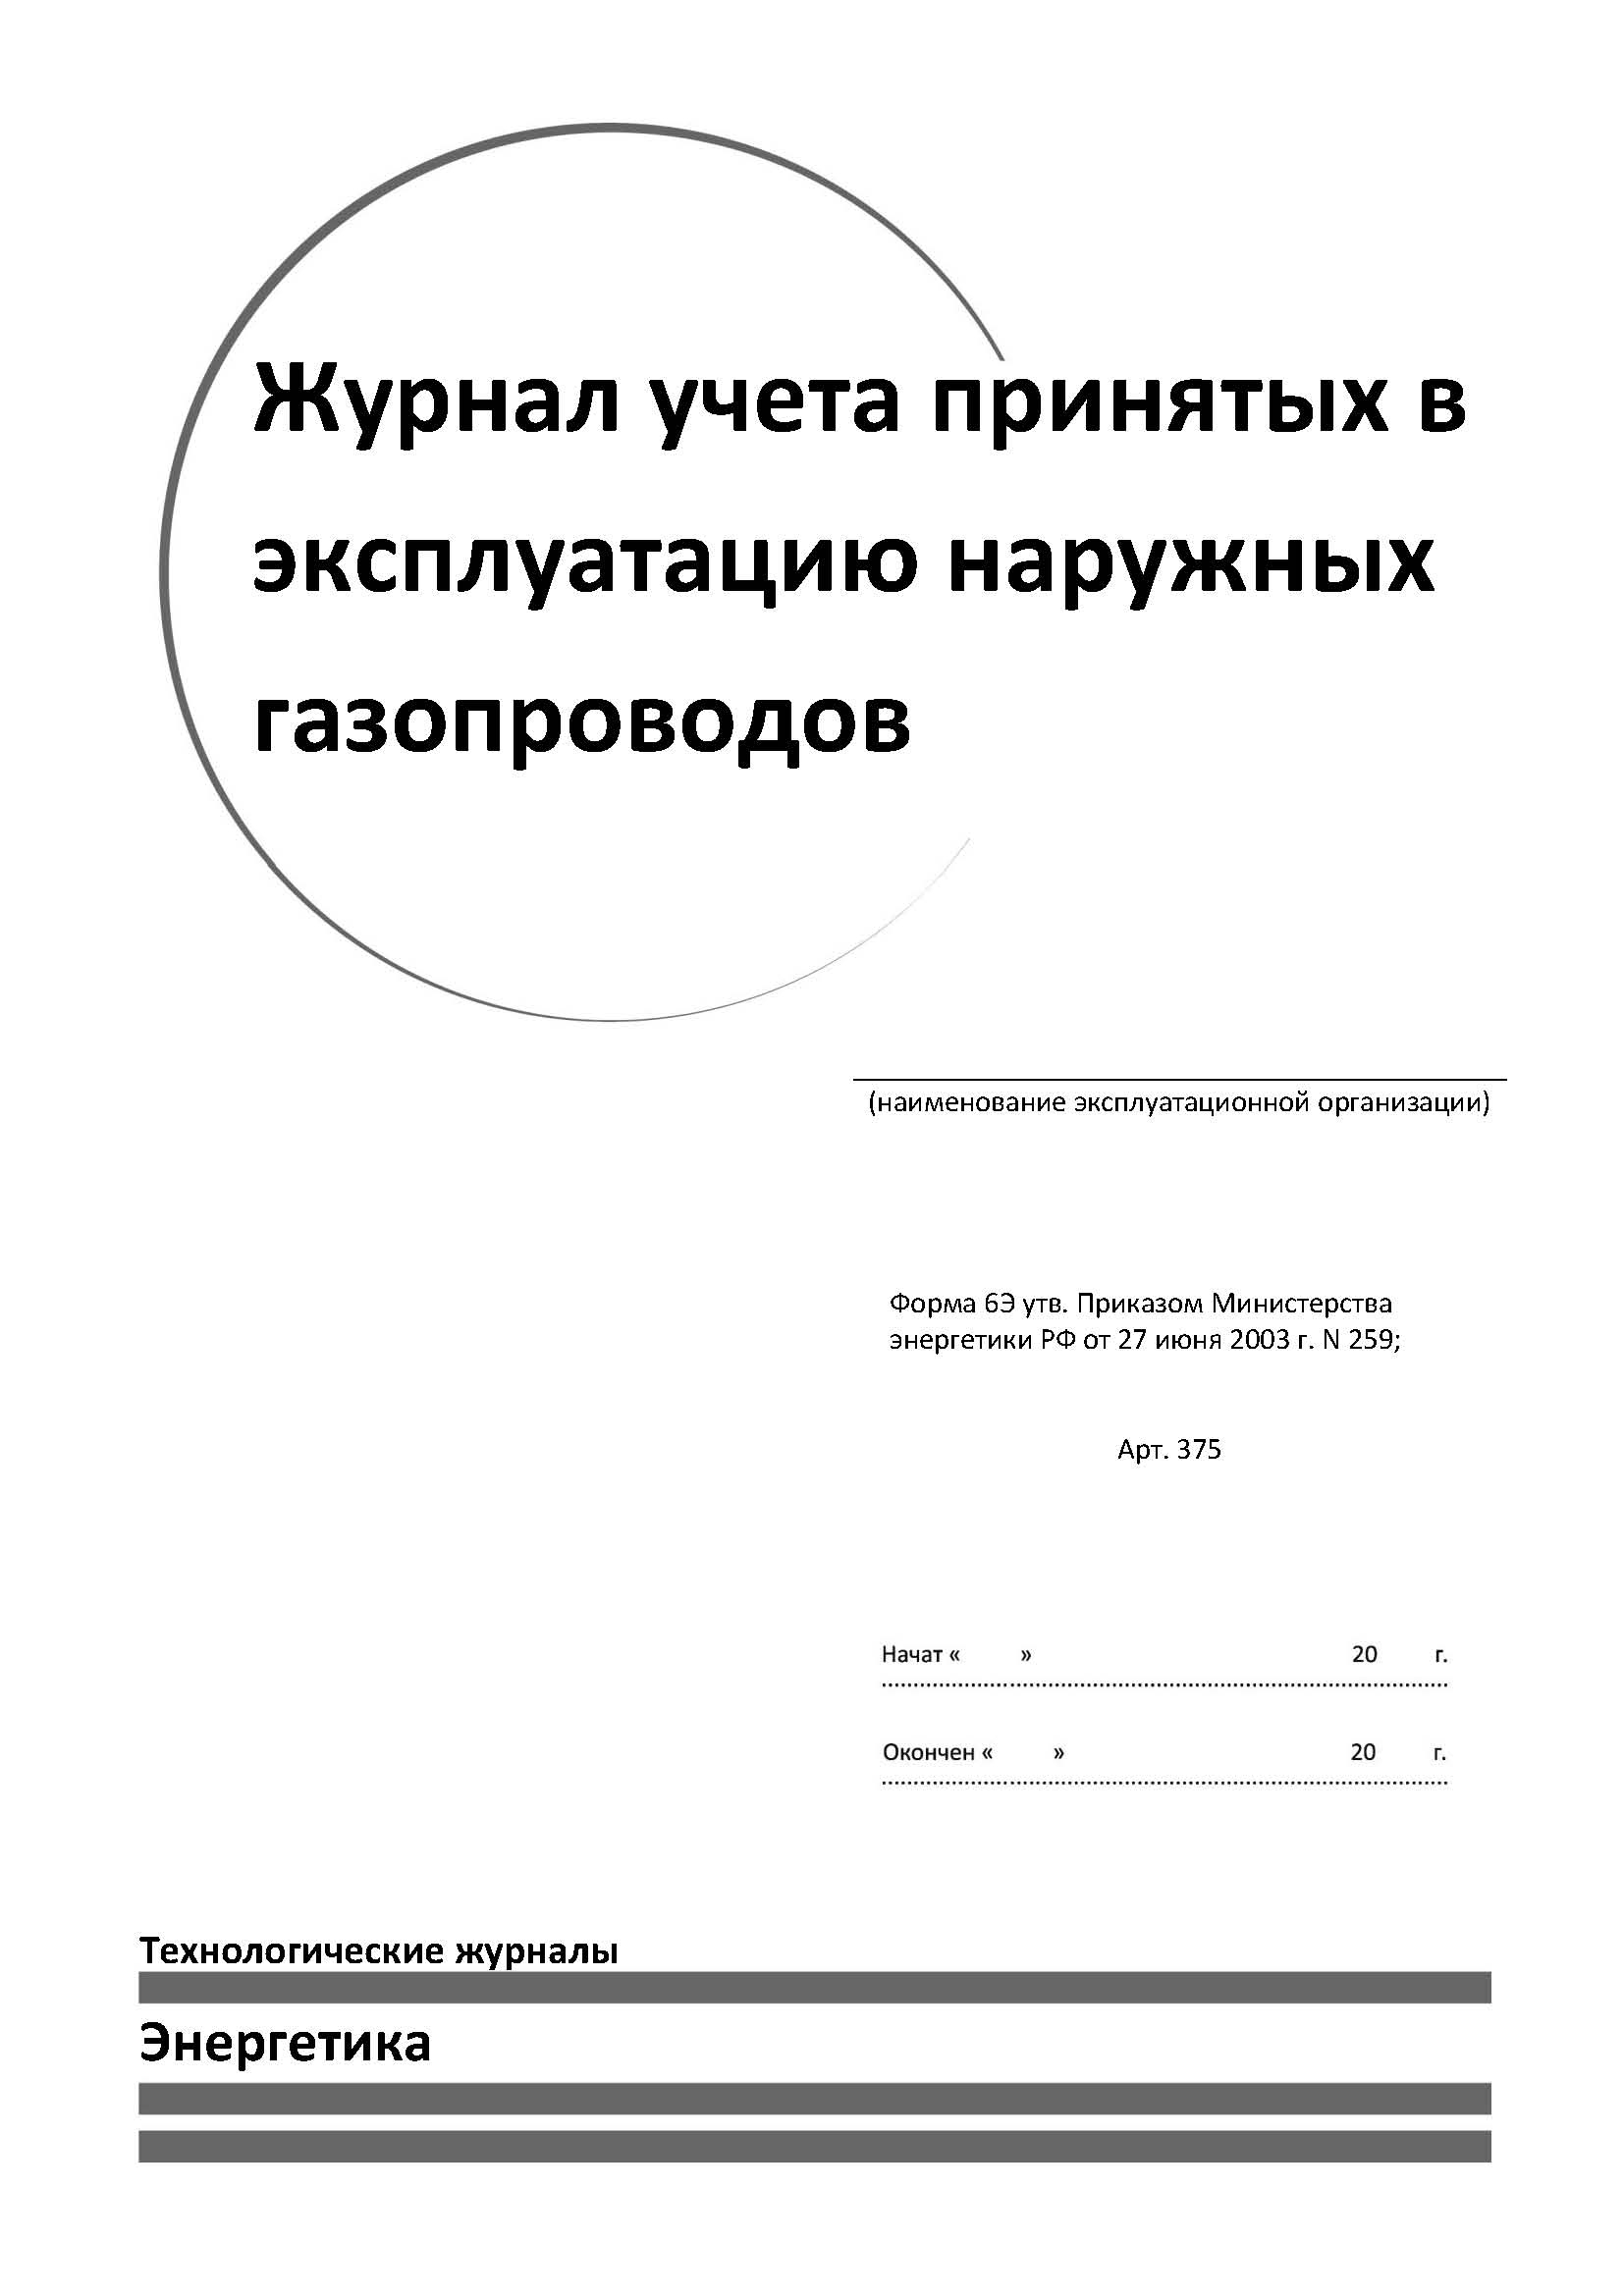 Журнал учета принятых в
эксплуатацию наружных
газопроводов
(наименование эксплуатационной организации)
Форма 6Э утв. Приказом Министерства
энергетики РФ от 27 июня 2003 г. N 259;
Арт. 375
Начат « » 20 г.
Окончен « » 20 г.
Технологические журналы
Энергетика